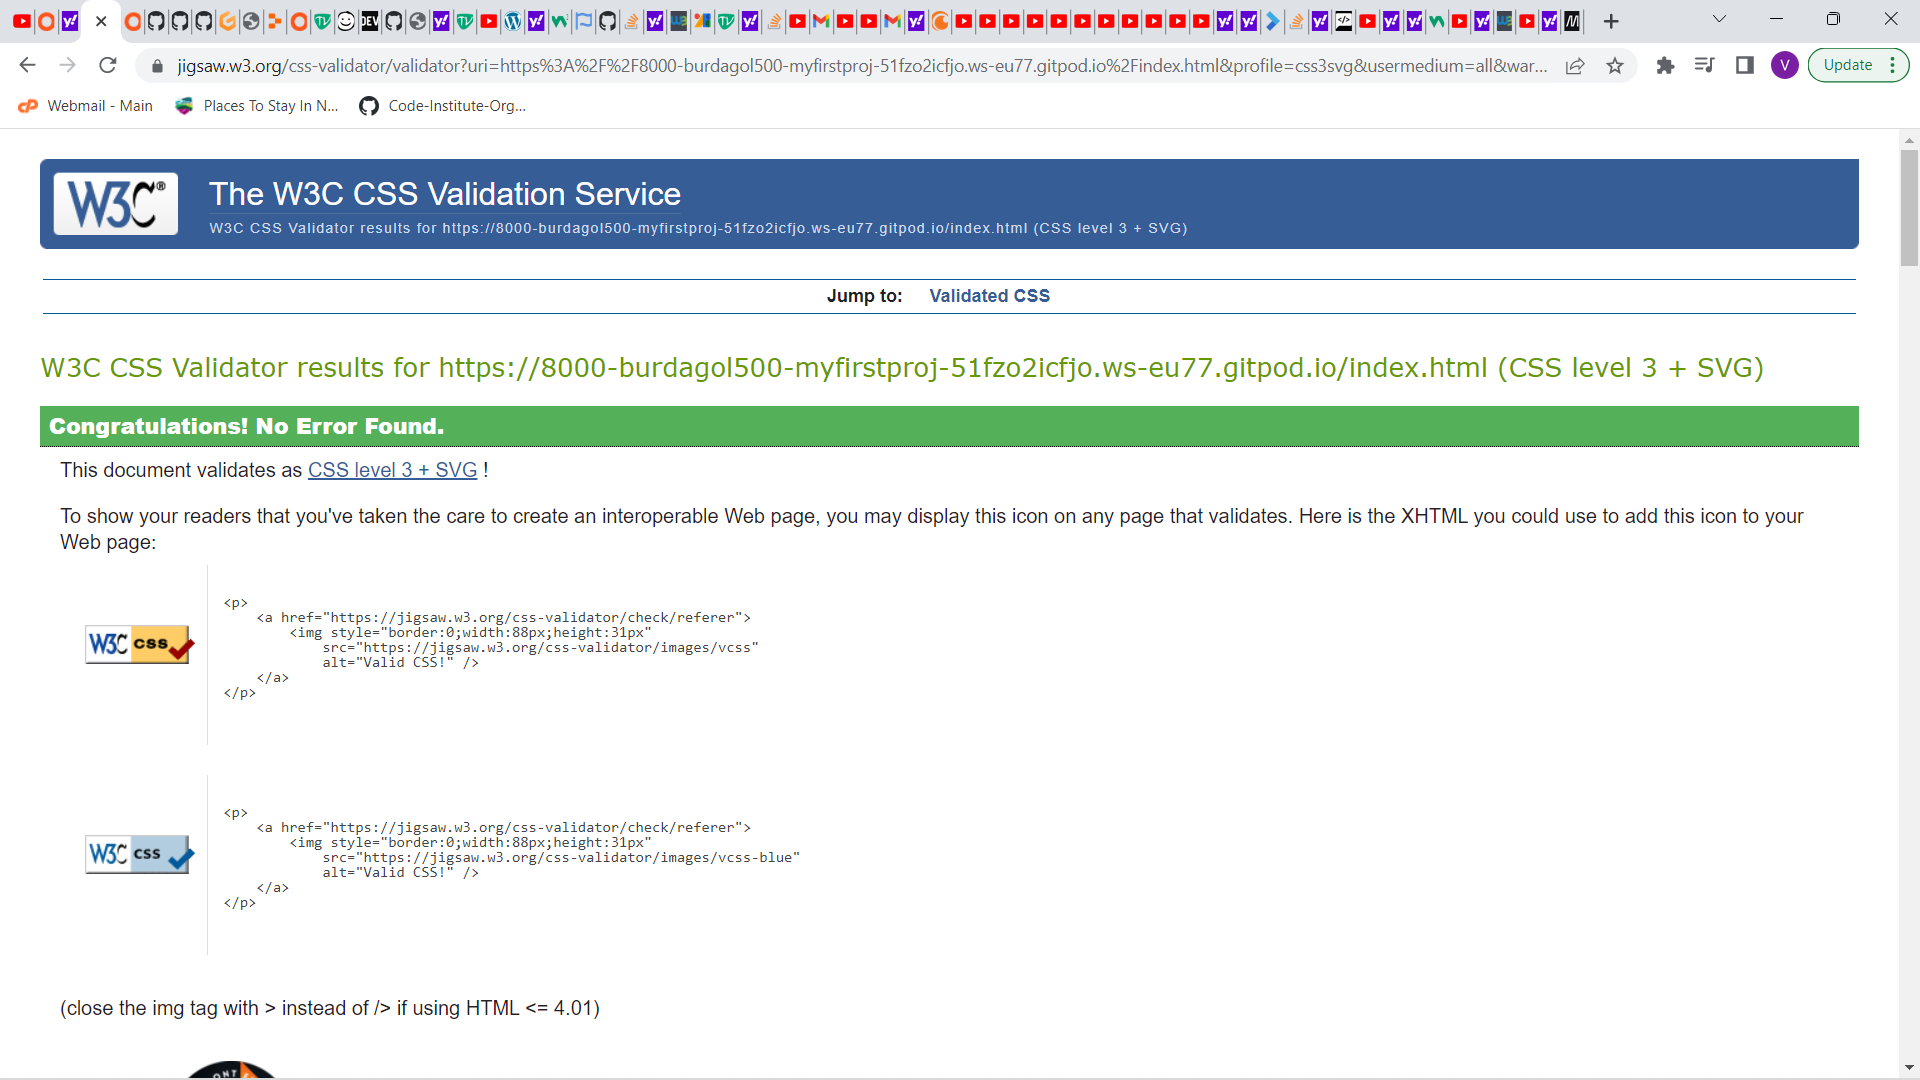 jigsaw.w3.org/css-validator/validator?uri=https%3A%2F%2F8000-burdagol500-myfirstproj-51fzo2icfjo.ws-eu77.gitpod.io%2Findex.html&profile=css3svg&usermedium=all&war...
V
Update
Webmail - Main
Places To Stay In N...
Code-Institute-Org...
W3C®
The W3C CSS Validation Service
W3C CSS Validator results for https://8000-burdagol500-myfirstproj-51fzo2icfjo.ws-eu77.gitpod.io/index.html (CSS level 3 + SVG)
Jump to: Validated CSS
W3C CSS Validator results for https://8000-burdagol500-myfirstproj-51fzo2icfjo.ws-eu77.gitpod.io/index.html (CSS level 3 + SVG)
Congratulations! No Error Found.
This document validates as CSS level 3 + SVG !
To show your readers that you've taken the care to create an interoperable Web page, you may display this icon on any page that validates. Here is the XHTML you could use to add this icon to your
Web page:
W3C css
<p>
<a href="https://jigsaw.w3.org/css-validator/check/referer">
<img style="border:0;width:88px;height:31px"
src="https://jigsaw.w3.org/css-validator/images/vcss"
alt="Valid CSS!" />
</a>
</p>
W3C css
<p>
<a href="https://jigsaw.w3.org/css-validator/check/referer">
<img style="border:0;width:88px;height:31px"
src="https://jigsaw.w3.org/css-validator/images/vcss-blue"
alt="Valid CSS!" />
</a>
</p>
(close the img tag with > instead of /> if using HTML <= 4.01)